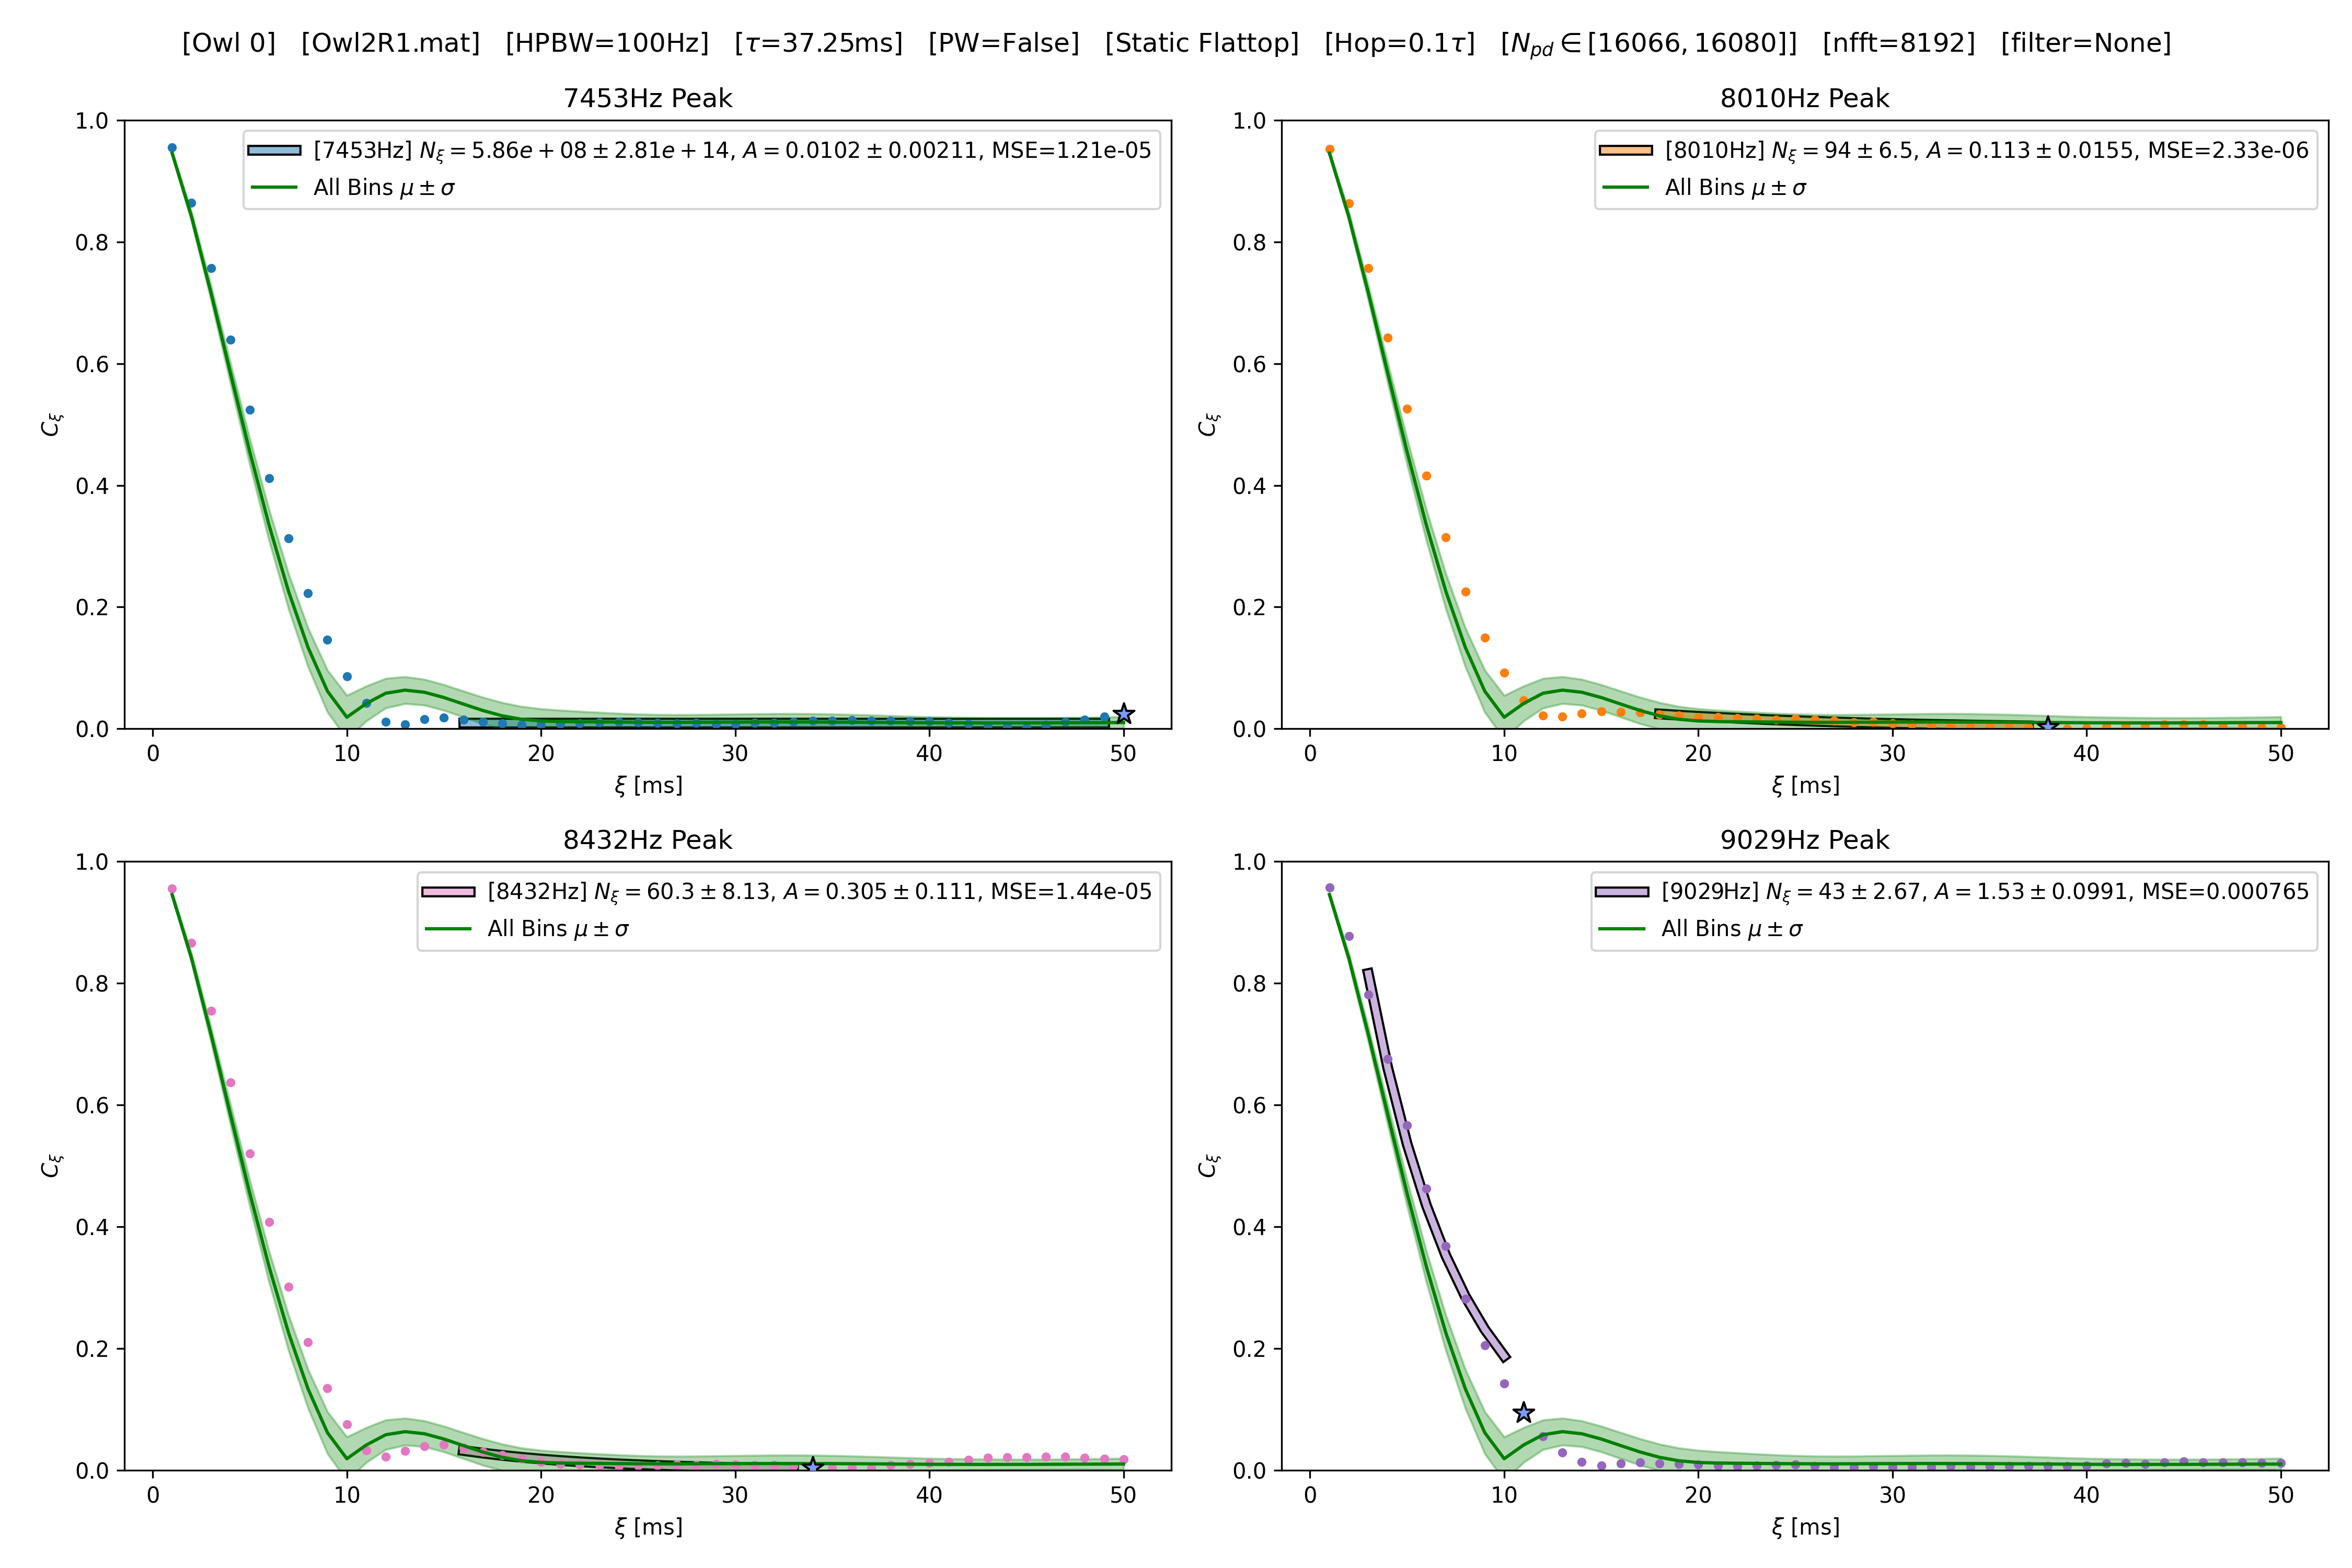 [Owl 0] [Owl2R1.mat] [HPBW=100Hz] [τ=37.25ms] [PW=False] [Static Flattop] [Hop=0.1τ] [N_pd ∈ [16066, 16080]] [nfft=8192] [filter=None]
7453Hz Peak
[7453Hz] N_ξ = 5.86e + 08 ± 2.81e + 14, A = 0.0102 ± 0.00211, MSE=1.21e-05
All Bins μ ± σ
1.0
0.8
0.6
0.4
0.2
0.0
C_ξ
0 10 20 30 40 50
ξ [ms]
8010Hz Peak
[8010Hz] N_ξ = 94 ± 6.5, A = 0.113 ± 0.0155, MSE=2.33e-06
All Bins μ ± σ
1.0
0.8
0.6
0.4
0.2
0.0
C_ξ
0 10 20 30 40 50
ξ [ms]
8432Hz Peak
[8432Hz] N_ξ = 60.3 ± 8.13, A = 0.305 ± 0.111, MSE=1.44e-05
All Bins μ ± σ
1.0
0.8
0.6
0.4
0.2
0.0
C_ξ
0 10 20 30 40 50
ξ [ms]
9029Hz Peak
[9029Hz] N_ξ = 43 ± 2.67, A = 1.53 ± 0.0991, MSE=0.000765
All Bins μ ± σ
1.0
0.8
0.6
0.4
0.2
0.0
C_ξ
0 10 20 30 40 50
ξ [ms]